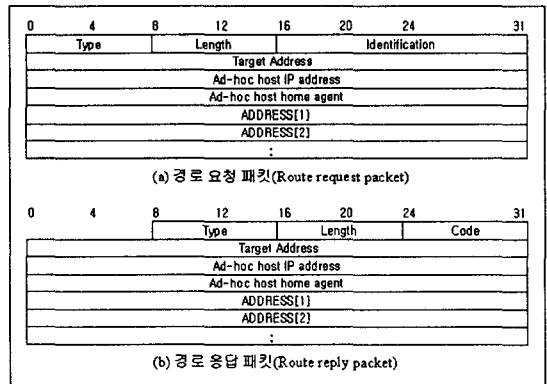 0 4 8 12 16 20 24 31
Type Length Identification
Target Address
Ad-hoc host IP address
Ad-hoc host home agent
ADDRESS[1]
ADDRESS[2]
:
(a) 경로 요청 패킷(Route request packet)
0 4 8 12 16 20 24 31
Type Length Code
Target Address
Ad-hoc host IP address
Ad-hoc host home agent
ADDRESS[1]
ADDRESS[2]
:
(b) 경로 응답 패킷(Route reply packet)